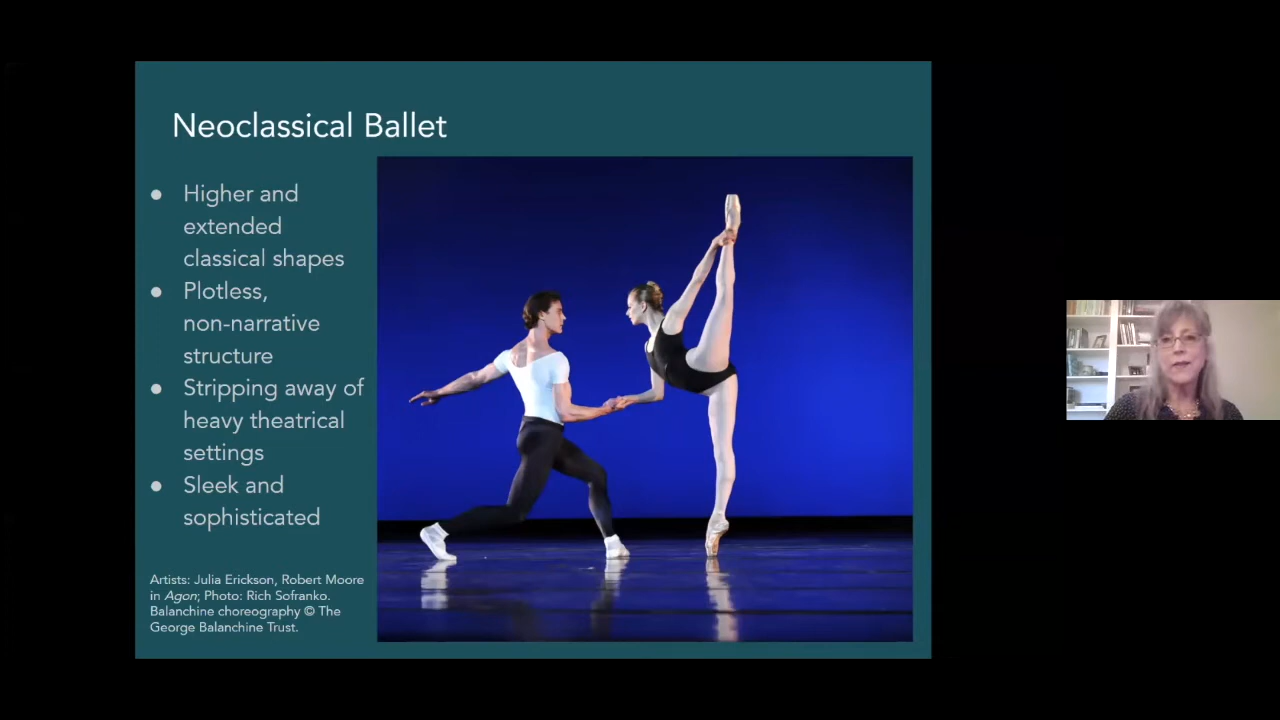 Neoclassical Ballet
● Higher and
extended
classical shapes
● Plotless,
non-narrative
structure
● Stripping away of
heavy theatrical
settings
● Sleek and
sophisticated
Artists: Julia Erickson, Robert Moore
in Agon; Photo: Rich Sofranko.
Balanchine choreography © The
George Balanchine Trust.